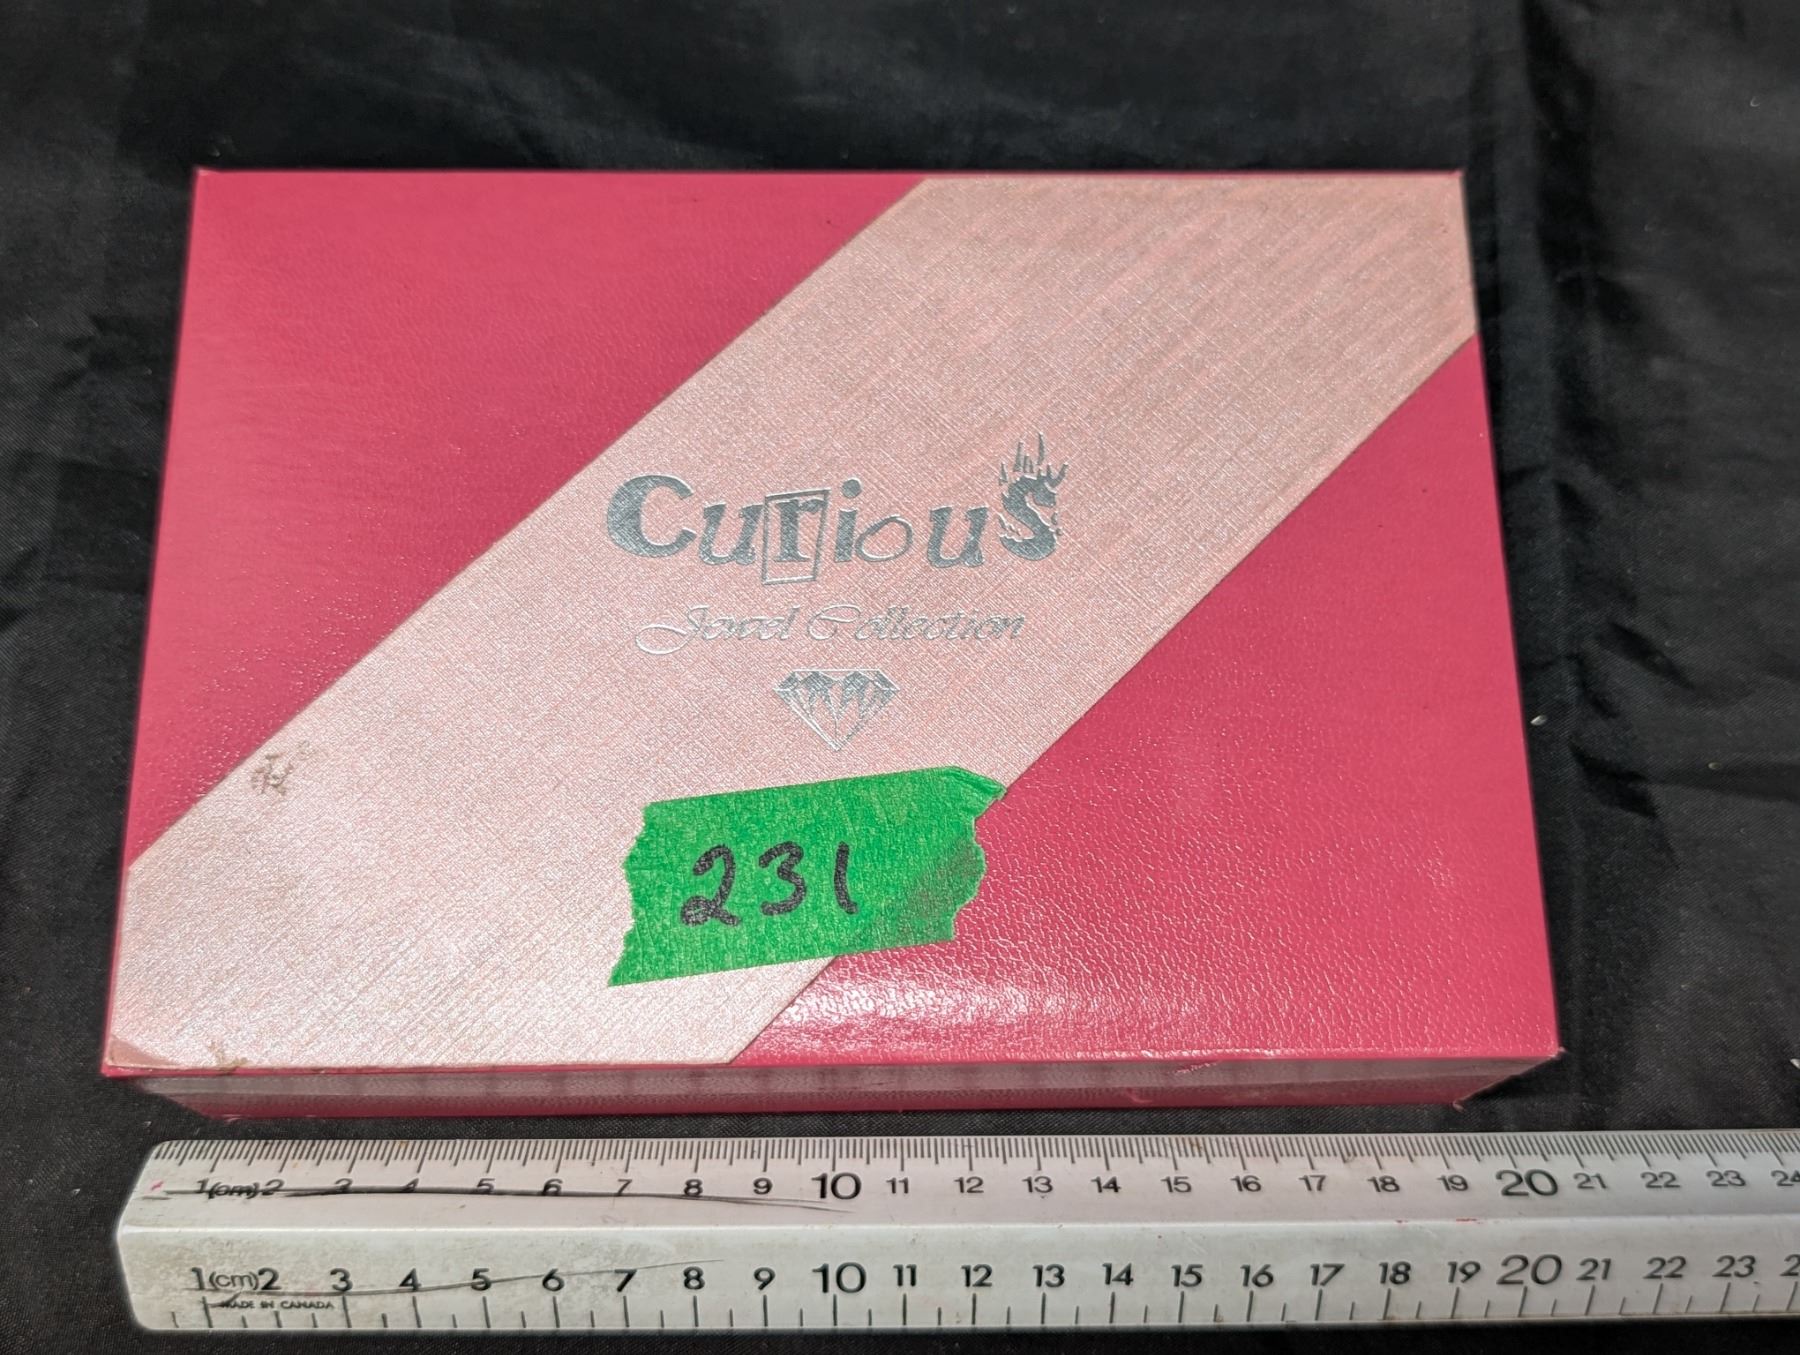 Curious
Jewel Collection
231
1(cm)2 3 4 5 6 7 8 9 10 11 12 13 14 15 16 17 18 19 20 21 22 23 24
1(cm)2 3 4 5 6 7 8 9 10 11 12 13 14 15 16 17 18 19 20 21 22 23 2
MADE IN CANADA